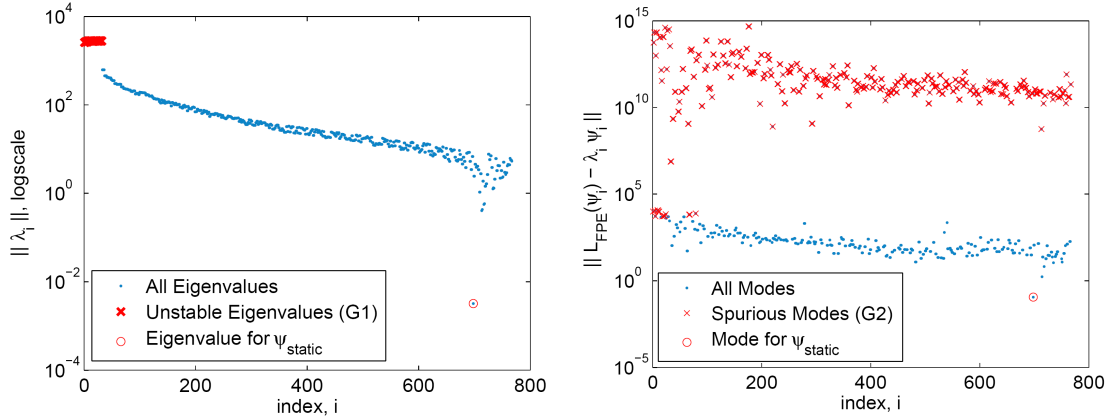 10^4
10^2
10^0
10^-2
10^-4
|| λ_i ||, logscale
0
200
400
600
800
index, i
All Eigenvalues
Unstable Eigenvalues (G1)
Eigenvalue for ψ_static
10^15
10^10
10^5
10^0
10^-5
|| L_FPE(ψ_i) − λ_i ψ_i ||
0
200
400
600
800
index, i
All Modes
Spurious Modes (G2)
Mode for ψ_static